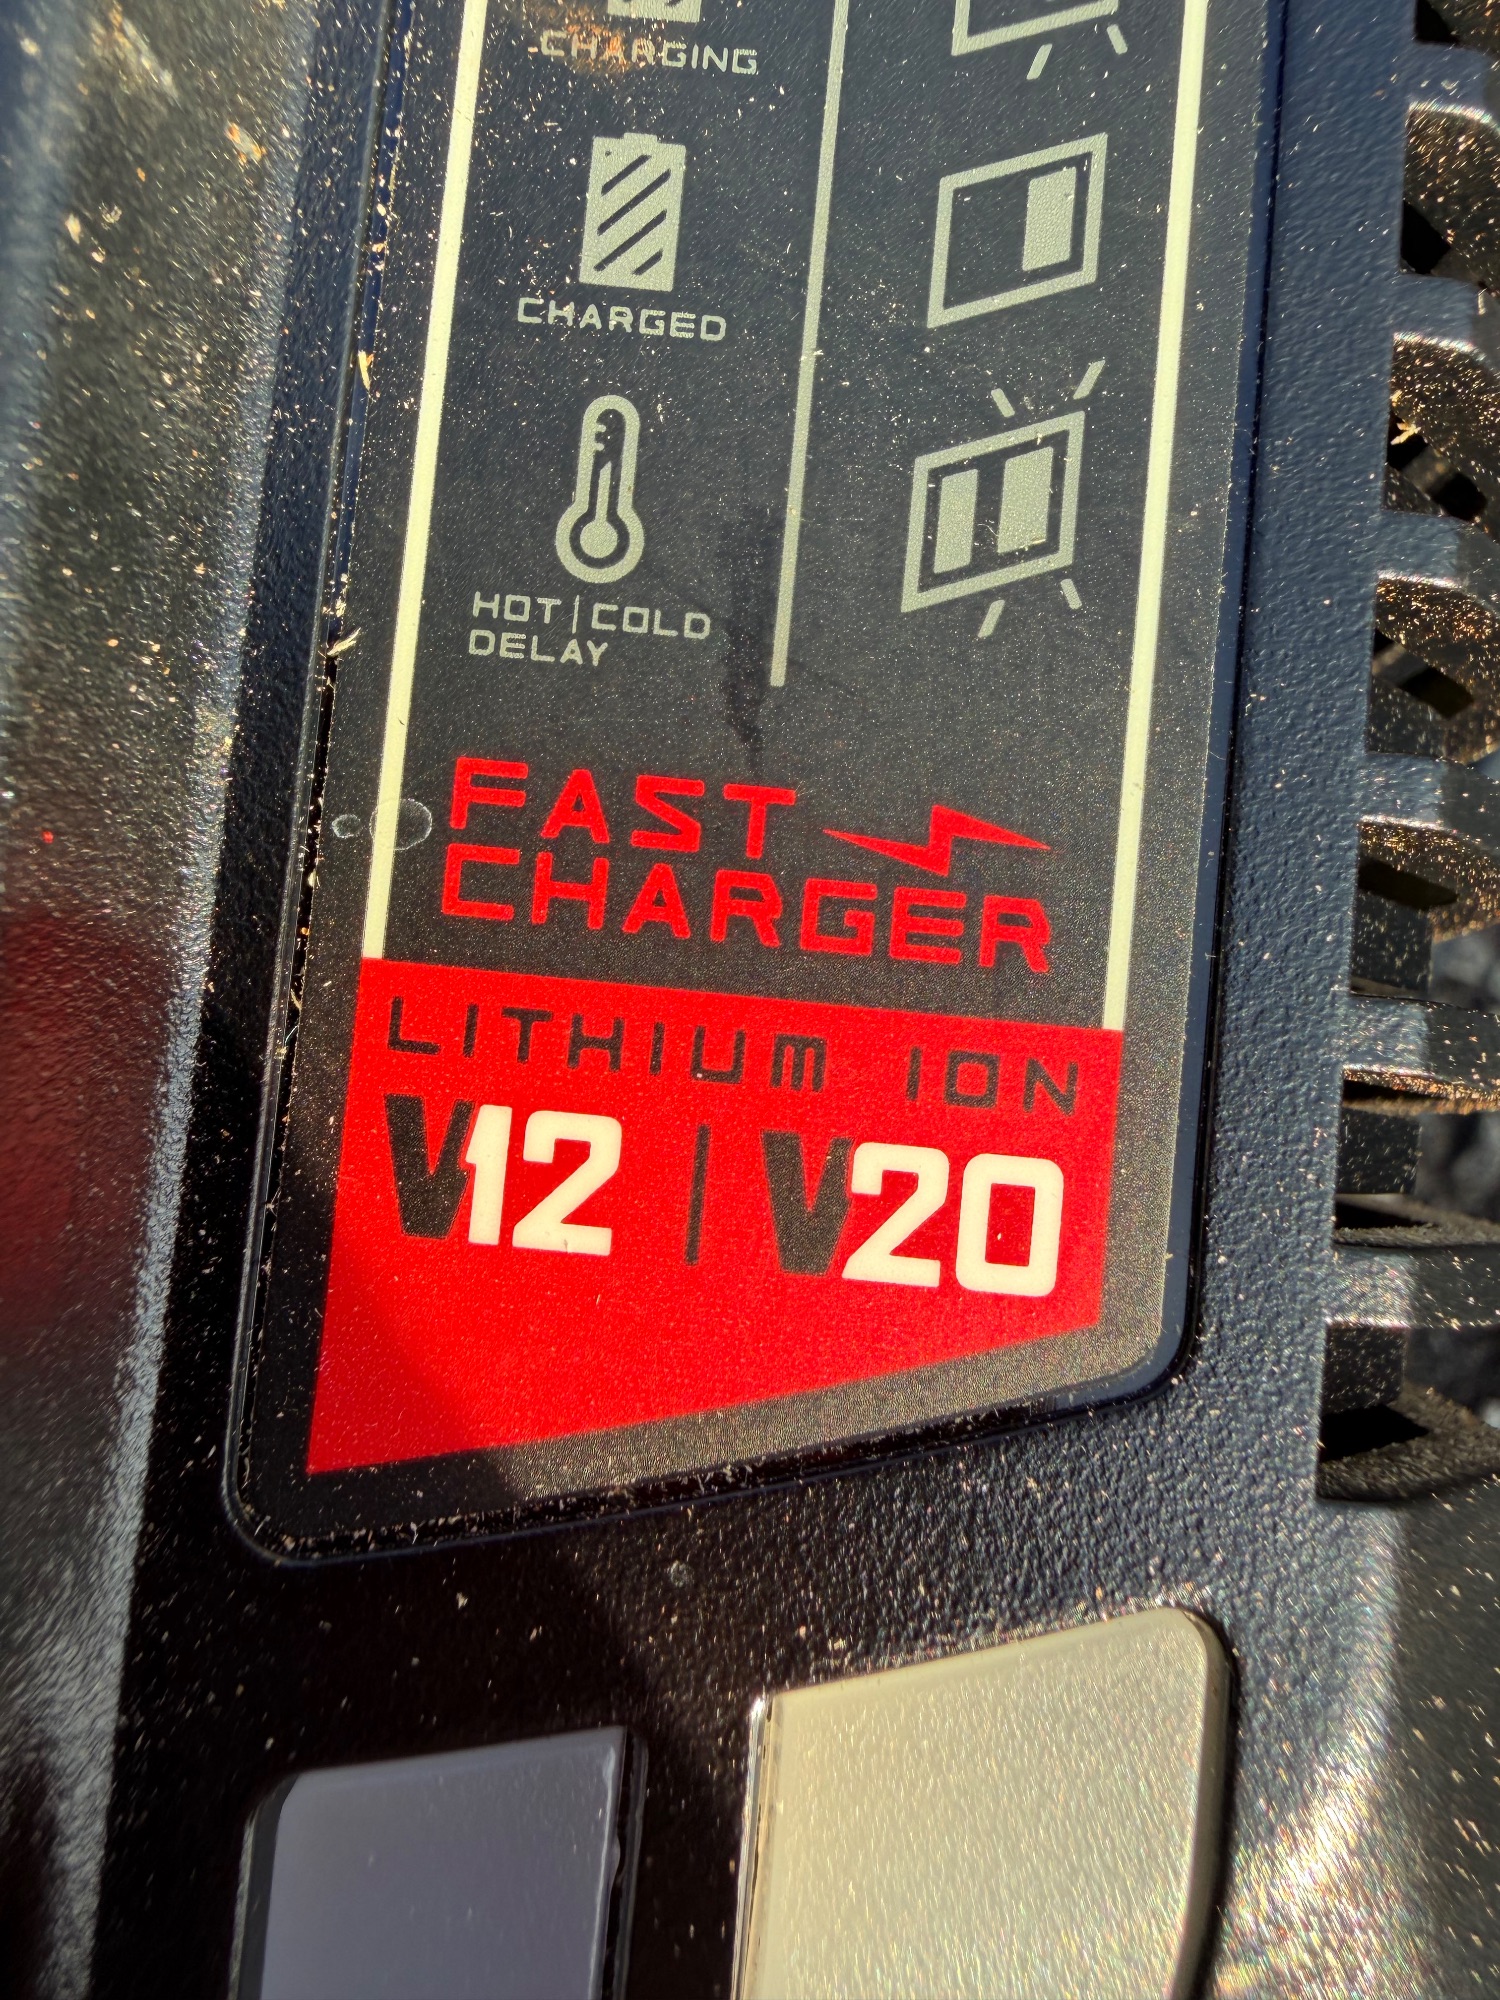 CHARGING
CHARGED
HOT|COLD
DELAY
FAST
CHARGER
LITHIUM ION
V12 | V20